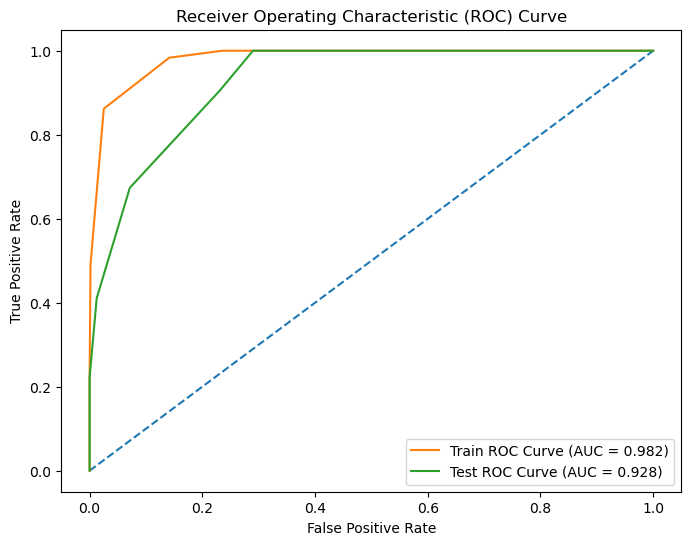 Receiver Operating Characteristic (ROC) Curve
1.0
0.8
0.6
0.4
0.2
0.0
True Positive Rate
Train ROC Curve (AUC = 0.982)
Test ROC Curve (AUC = 0.928)
0.0 0.2 0.4 0.6 0.8 1.0
False Positive Rate